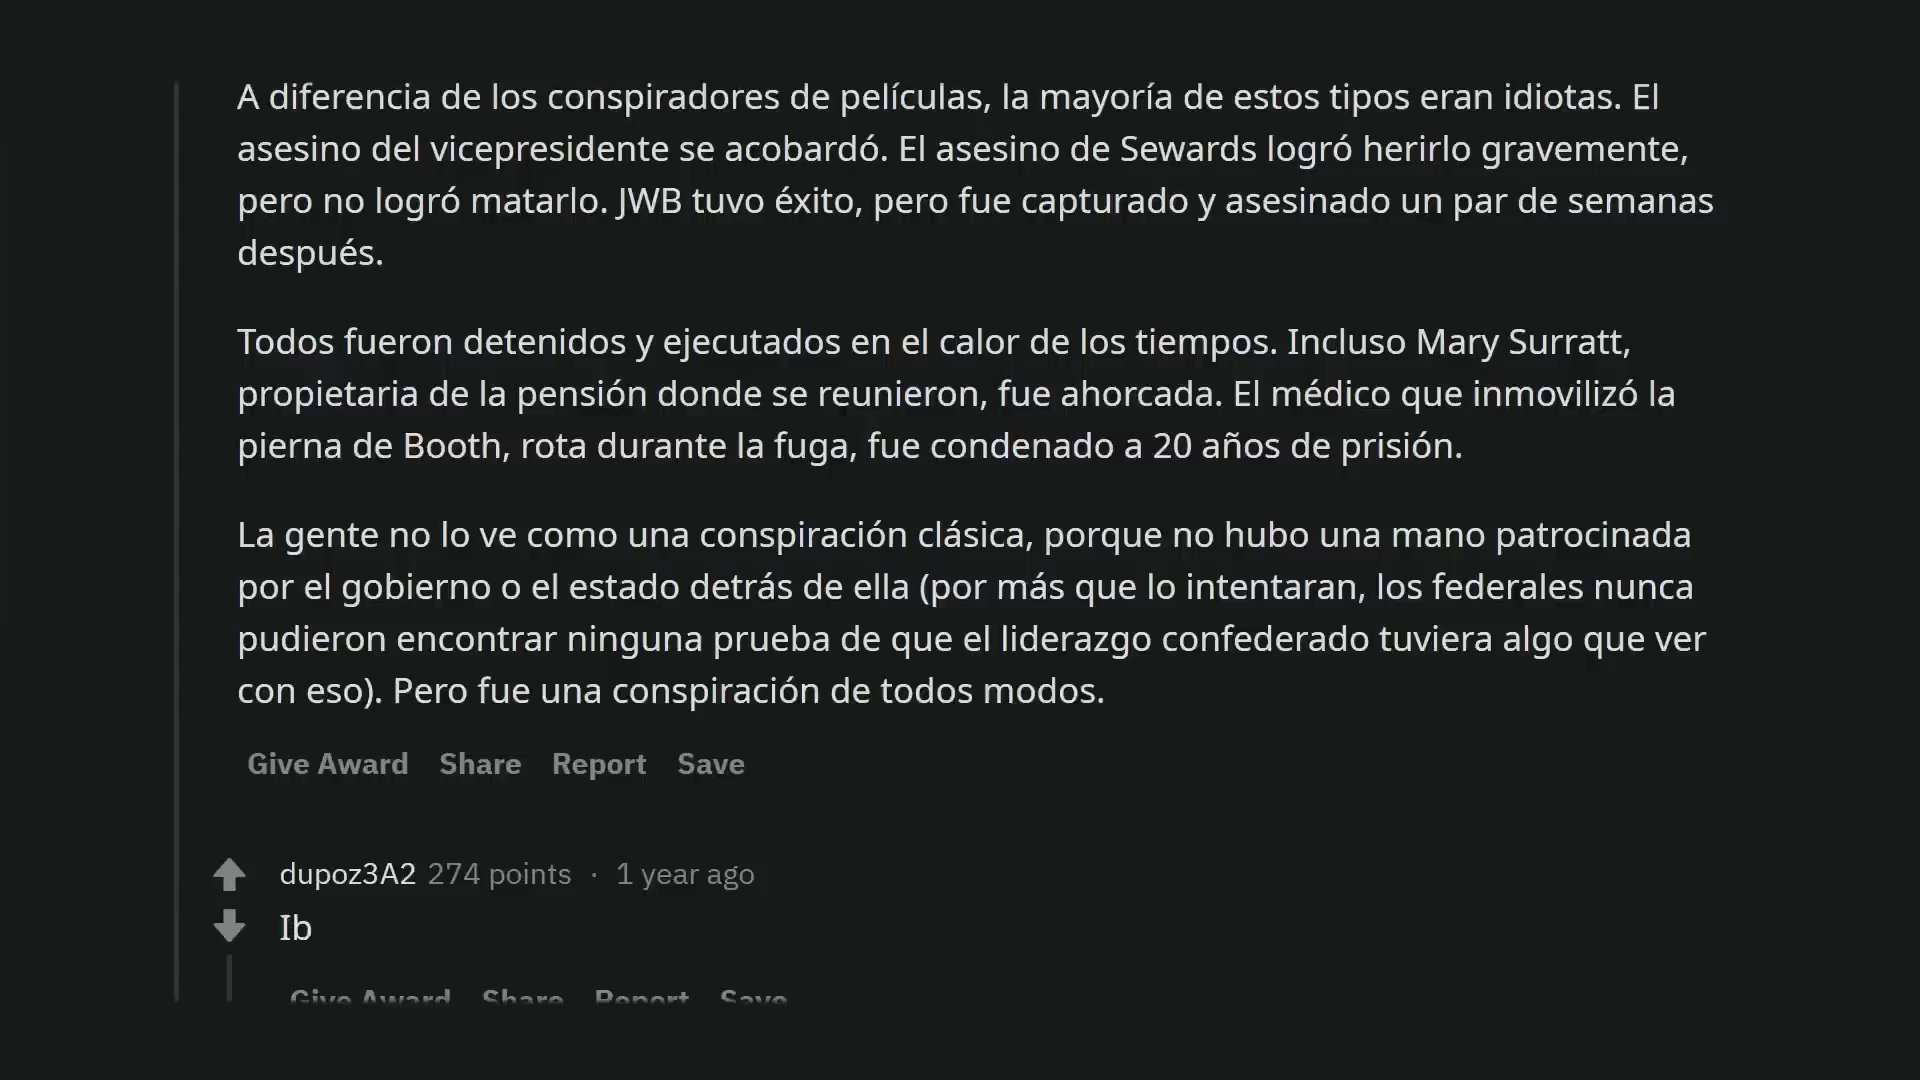 A diferencia de los conspiradores de películas, la mayoría de estos tipos eran idiotas. El
asesino del vicepresidente se acobardó. El asesino de Sewards logró herirlo gravemente,
pero no logró matarlo. JWB tuvo éxito, pero fue capturado y asesinado un par de semanas
después.
Todos fueron detenidos y ejecutados en el calor de los tiempos. Incluso Mary Surratt,
propietaria de la pensión donde se reunieron, fue ahorcada. El médico que inmovilizó la
pierna de Booth, rota durante la fuga, fue condenado a 20 años de prisión.
La gente no lo ve como una conspiración clásica, porque no hubo una mano patrocinada
por el gobierno o el estado detrás de ella (por más que lo intentaran, los federales nunca
pudieron encontrar ninguna prueba de que el liderazgo confederado tuviera algo que ver
con eso). Pero fue una conspiración de todos modos.
Give Award Share Report Save
dupoz3A2 274 points · 1 year ago
Ib
Give Award Share Report Save